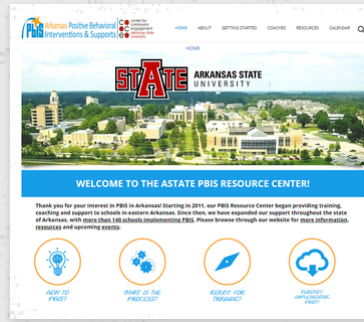 PBIS Arkansas Positive Behavioral
Interventions & Supports
center for
community
engagement
arkansas state
university
HOME ABOUT GETTING STARTED COACHES RESOURCES CALENDAR
HOME
STATE
ARKANSAS STATE
UNIVERSITY
WELCOME TO THE ASTATE PBIS RESOURCE CENTER!
Thank you for your interest in PBIS in Arkansas! Starting in 2011, our PBIS Resource Center began providing training,
coaching and support to schools in eastern Arkansas. Since then, we have expanded our support throughout the state
of Arkansas, with more than 140 schools implementing PBIS. Please browse through our website for more information,
resources and upcoming events.
NEW TO
PBIS?
WHAT IS THE
PROCESS?
READY FOR
TRAINING?
ALREADY
IMPLEMENTING
PBIS?